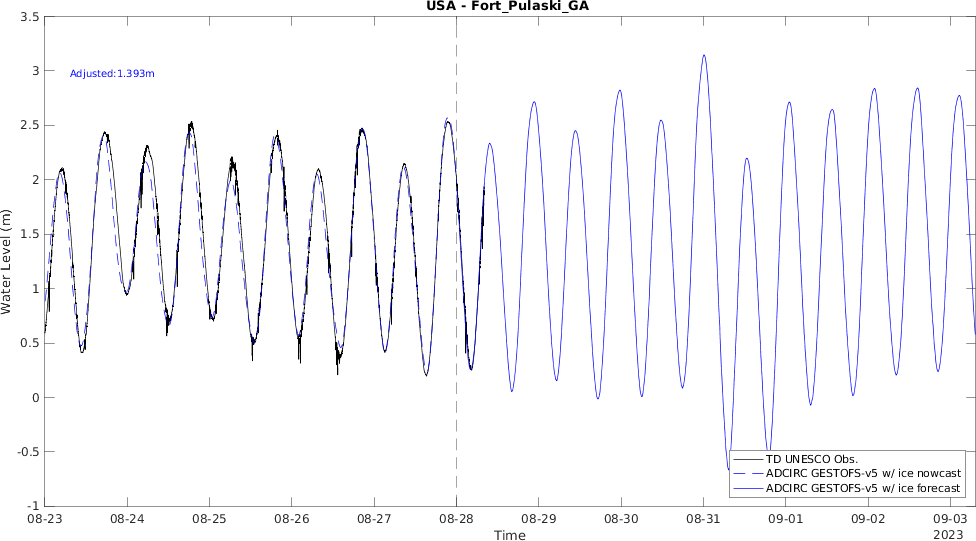 USA - Fort_Pulaski_GA
3.5
3
2.5
2
1.5
1
0.5
0
-0.5
-1
Water Level (m)
Adjusted:1.393m
TD UNESCO Obs.
ADCIRC GESTOFS-v5 w/ ice nowcast
ADCIRC GESTOFS-v5 w/ ice forecast
08-23 08-24 08-25 08-26 08-27 08-28 08-29 08-30 08-31 09-01 09-02 09-03
Time
2023